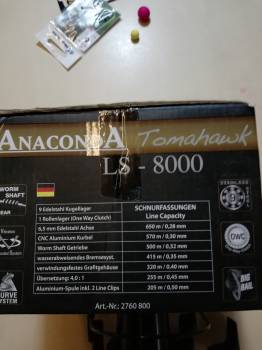 ANACONDA Tomahawk
LS - 8000
WORM
SHAFT
GEAR
9 Edelstahl Kugellager
1 Rollenlager (One Way Clutch)
6,5 mm Edelstahl Achse
CNC Aluminium Kurbel
Worm Shaft Getriebe
wasserabweisendes Bremssyst.
verwindungsfestes Grafitgehäuse
Übersetzung: 4,0 : 1
Aluminium-Spule inkl. 2 Line Clips
SCHNURFASSUNGEN
Line Capacity
650 m / 0,28 mm
570 m / 0,30 mm
500 m / 0,32 mm
415 m / 0,35 mm
320 m / 0,40 mm
255 m / 0,45 mm
205 m / 0,50 mm
STAINLESS
OWC
BIG
BAIL
CURVE
SYSTEM
Art.-Nr.: 2760 800